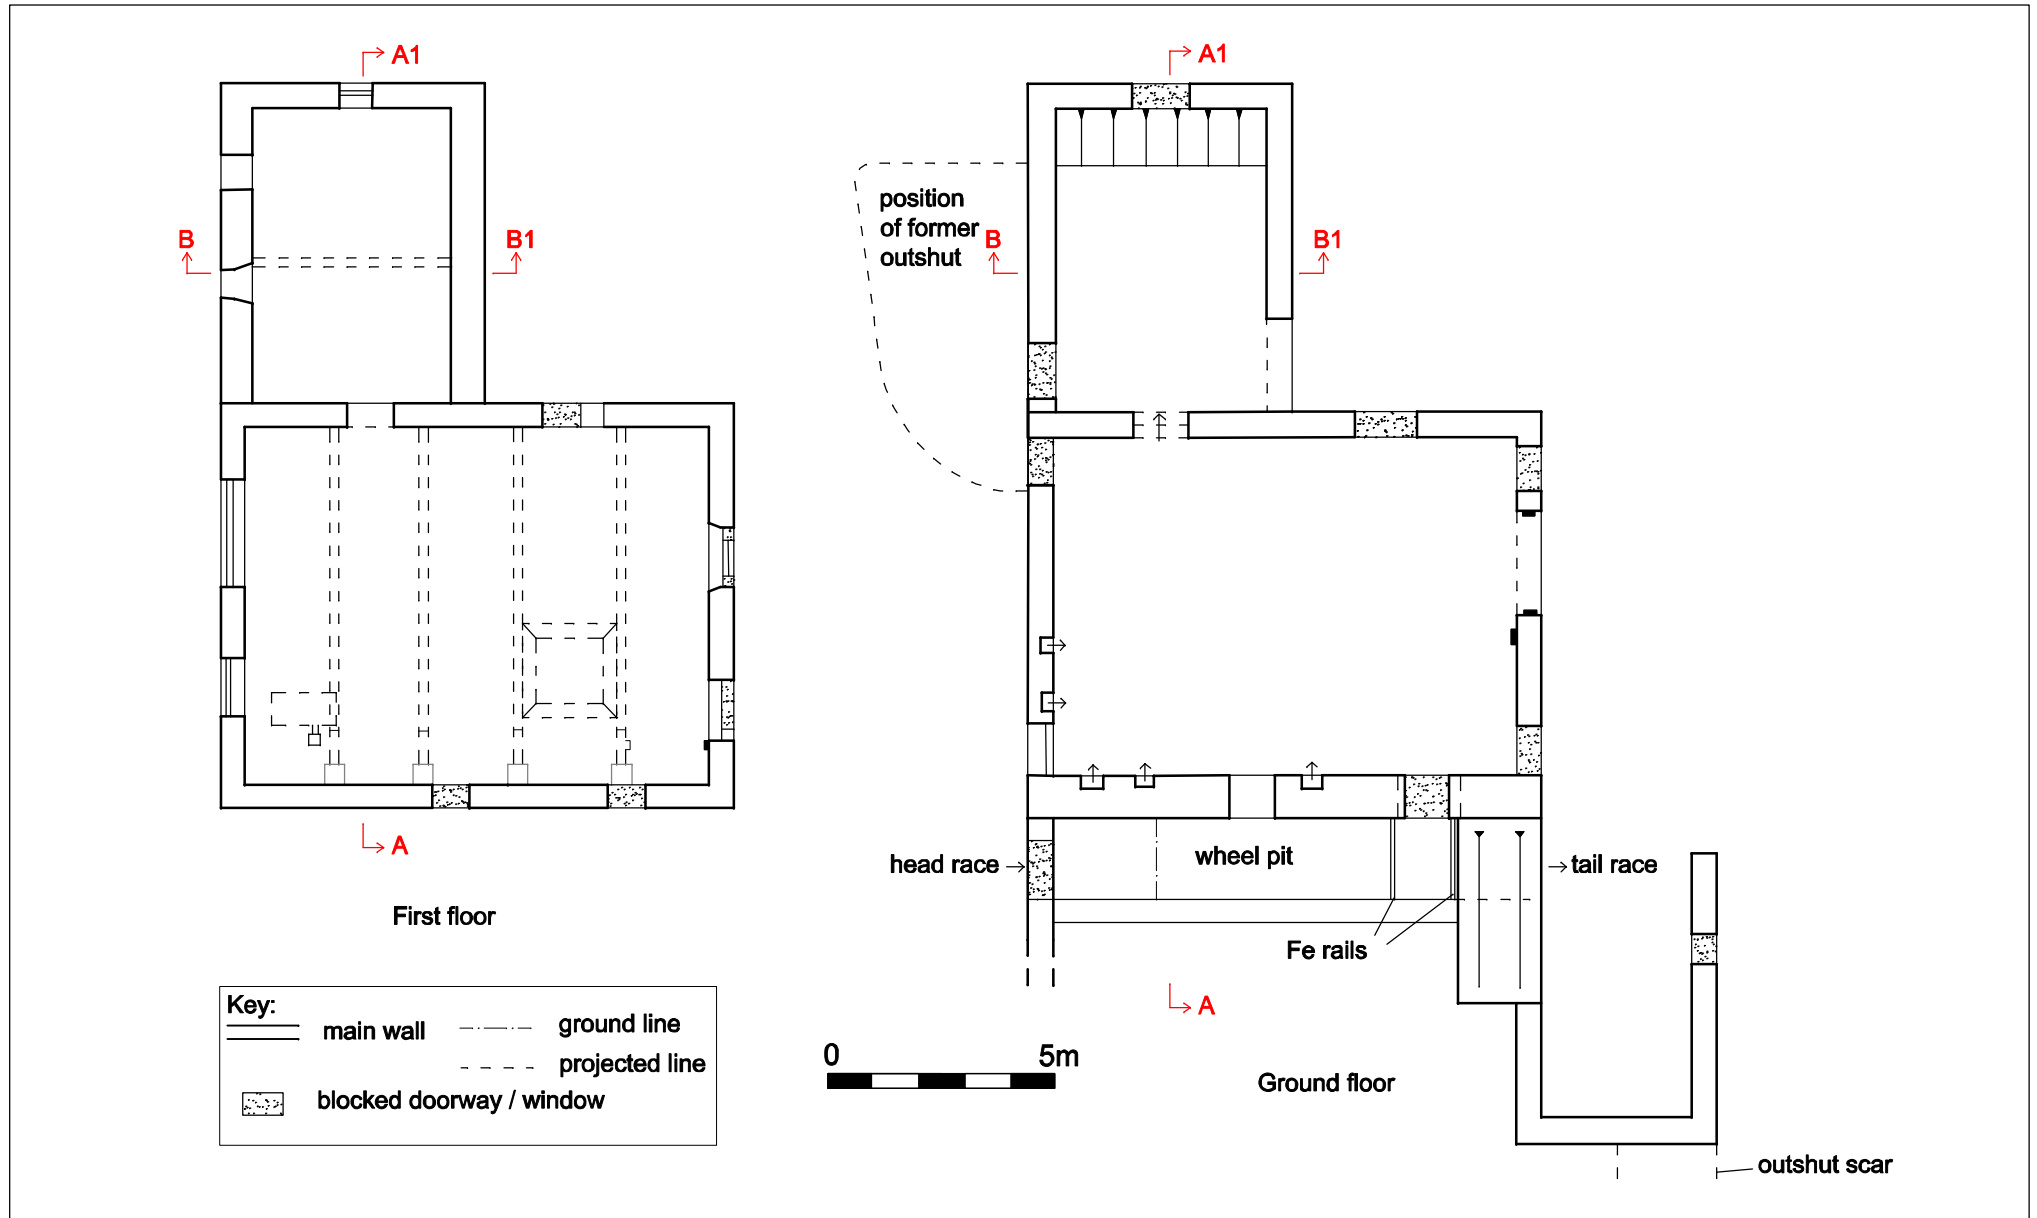 A1
A1
position
of former
outshut
B
B1
B
B1
A
head race
wheel pit
tail race
First floor
Fe rails
A
Key:
main wall
ground line
projected line
blocked doorway / window
0
5m
Ground floor
outshut scar